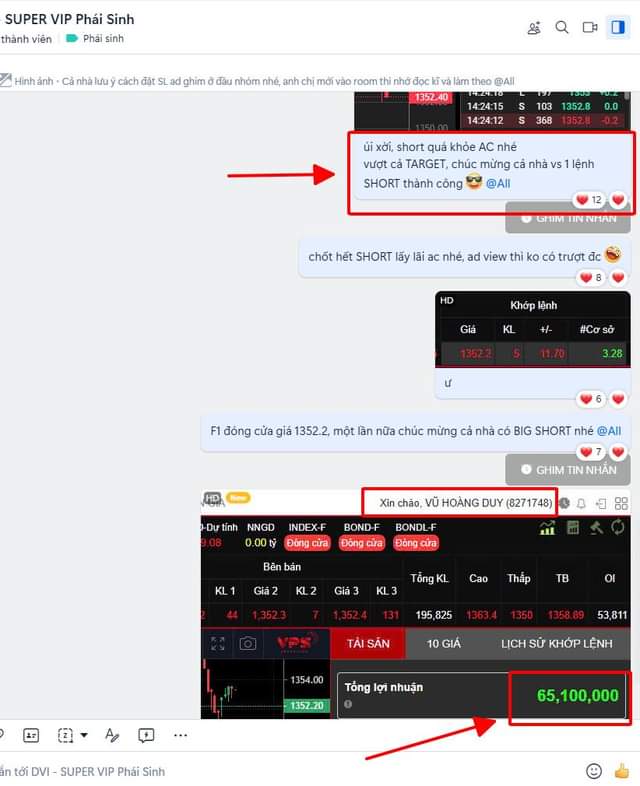 - SUPER VIP Phái Sinh
thành viên Phái sinh
Hình ảnh - Cả nhà lưu ý cách đặt SL ad ghim ở đầu nhóm nhé, anh chị mới vào room thì nhớ đọc kĩ và làm theo @All
1352.40
14:24:18 L 197 1353 +0.2
14:24:15 S 103 1352.8 0.0
1350.00
14:24:12 S 368 1352.8 -0.2
úi xời, short quá khỏe AC nhé
vượt cả TARGET, chúc mừng cả nhà vs 1 lệnh
SHORT thành công 😎 @All
12
GHIM TIN NHẮN
chốt hết SHORT lấy lãi ac nhé, ad view thì ko có trượt đc
8
HD Khớp lệnh
Giá KL +/- #Cơ sở
1352.2 5 11.70 3.28
ư
6
F1 đóng cửa giá 1352.2, một lần nữa chúc mừng cả nhà có BIG SHORT nhé @All
7
GHIM TIN NHẮN
HD New
Xin chào, VŨ HOÀNG DUY (8271748)
Dự tính NNGD INDEX-F BOND-F BONDL-F
9.08 0.00 tỷ Đóng cửa Đóng cửa Đóng cửa
Bên bán Tổng KL Cao Thấp TB OI
KL 1 Giá 2 KL 2 Giá 3 KL 3
2 44 1,352.3 7 1,352.4 131 195,825 1363.4 1350 1358.89 53,811
VPS TÀI SẢN 10 GIÁ LỊCH SỬ KHỚP LỆNH
1354.00
1352.20
Tổng lợi nhuận
65,100,000
ắn tới DVI - SUPER VIP Phái Sinh